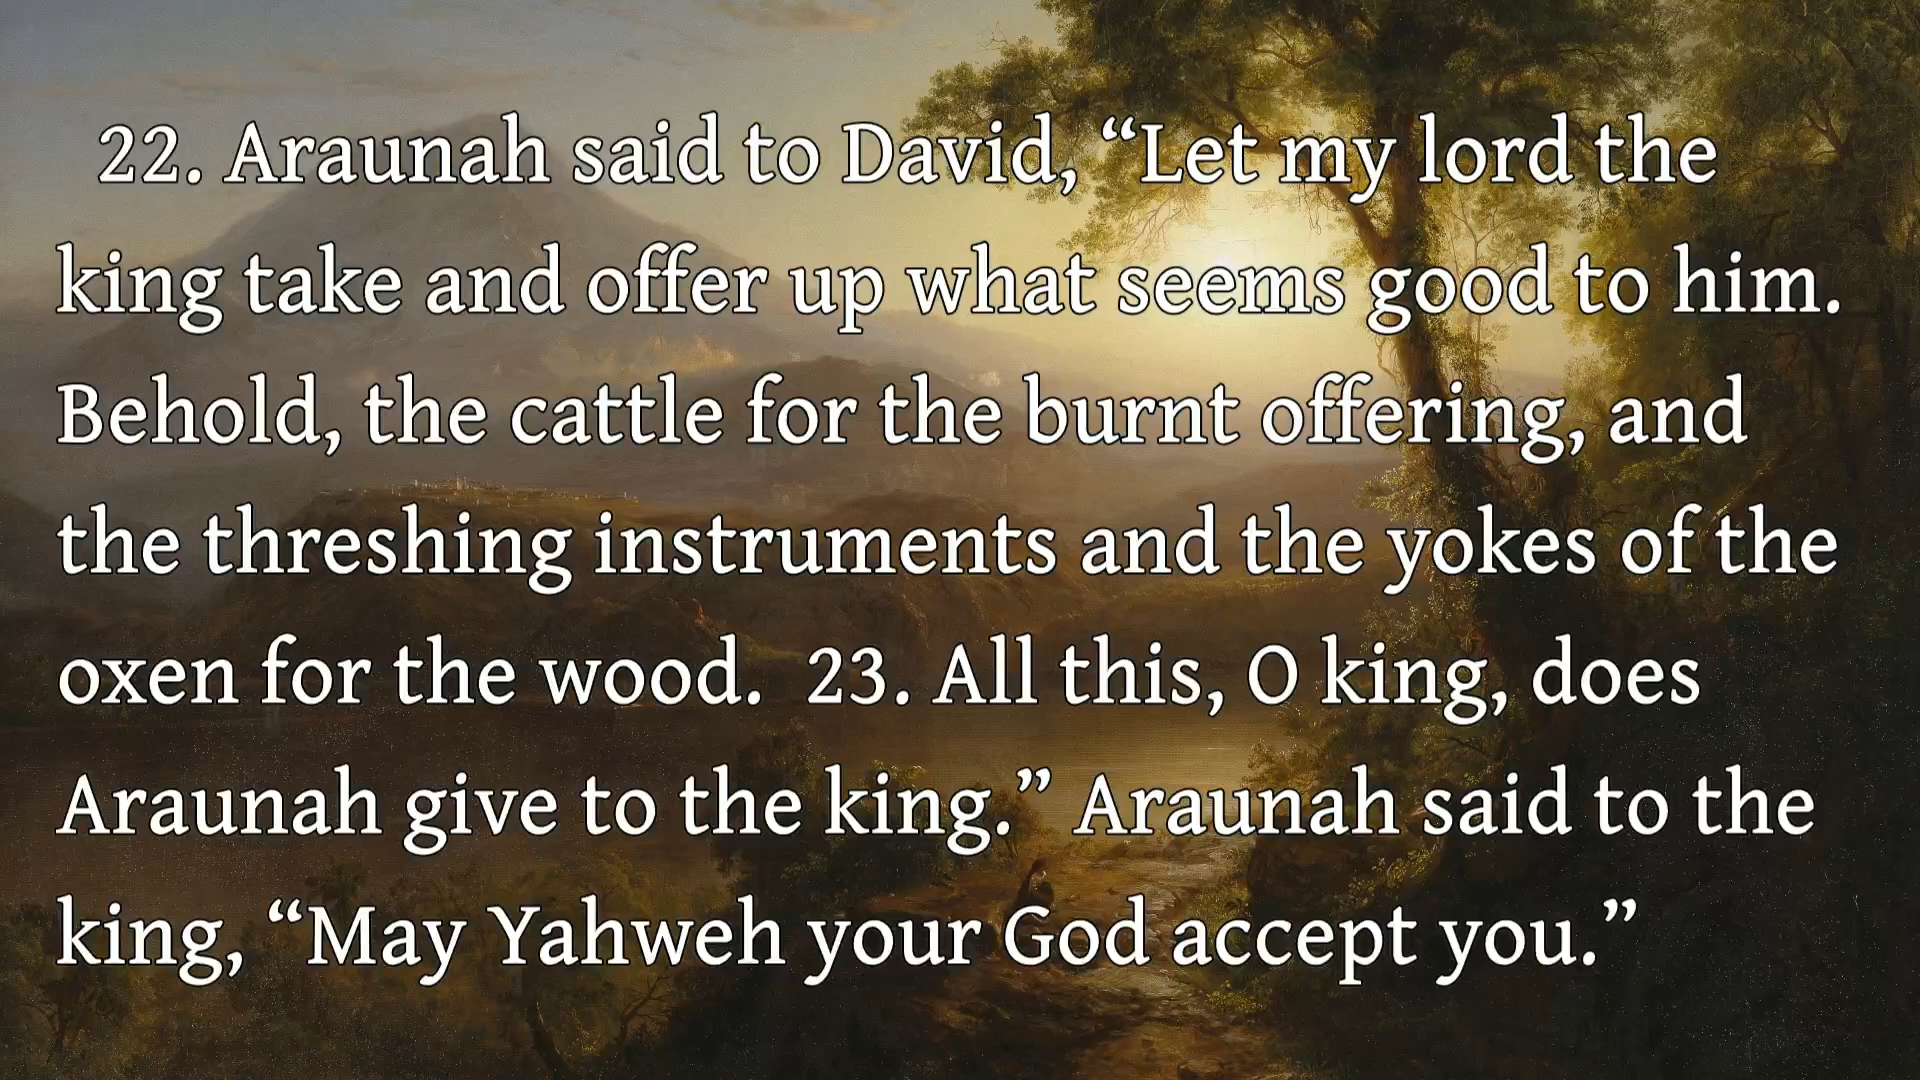 22. Araunah said to David, “Let my lord the
king take and offer up what seems good to him.
Behold, the cattle for the burnt offering, and
the threshing instruments and the yokes of the
oxen for the wood.  23. All this, O king, does
Araunah give to the king.” Araunah said to the
king, “May Yahweh your God accept you.”